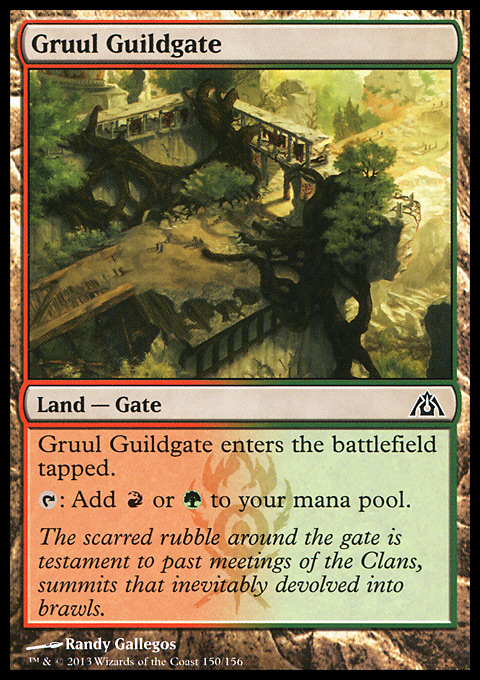 Gruul Guildgate
Land — Gate
Gruul Guildgate enters the battlefield
tapped.
: Add or to your mana pool.
The scarred rubble around the gate is
testament to past meetings of the Clans,
summits that inevitably devolved into
brawls.
Randy Gallegos
™ & © 2013 Wizards of the Coast 150/156